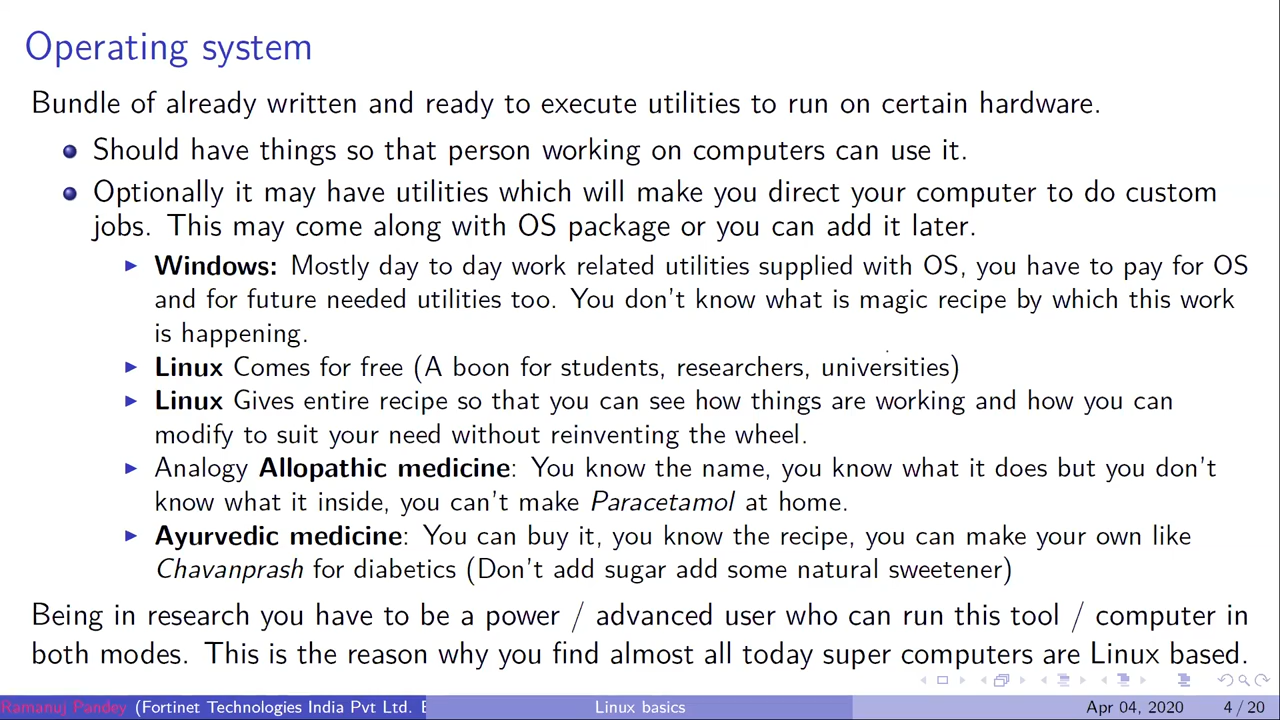 Operating system
Bundle of already written and ready to execute utilities to run on certain hardware.
Should have things so that person working on computers can use it.
Optionally it may have utilities which will make you direct your computer to do custom
jobs. This may come along with OS package or you can add it later.
Windows: Mostly day to day work related utilities supplied with OS, you have to pay for OS
and for future needed utilities too. You don't know what is magic recipe by which this work
is happening.
Linux Comes for free (A boon for students, researchers, universities)
Linux Gives entire recipe so that you can see how things are working and how you can
modify to suit your need without reinventing the wheel.
Analogy Allopathic medicine: You know the name, you know what it does but you don't
know what it inside, you can't make Paracetamol at home.
Ayurvedic medicine: You can buy it, you know the recipe, you can make your own like
Chavanprash for diabetics (Don't add sugar add some natural sweetener)
Being in research you have to be a power / advanced user who can run this tool / computer in
both modes. This is the reason why you find almost all today super computers are Linux based.
Ramanuj Pandey (Fortinet Technologies India Pvt Ltd. Linux basics Apr 04, 2020 4 / 20